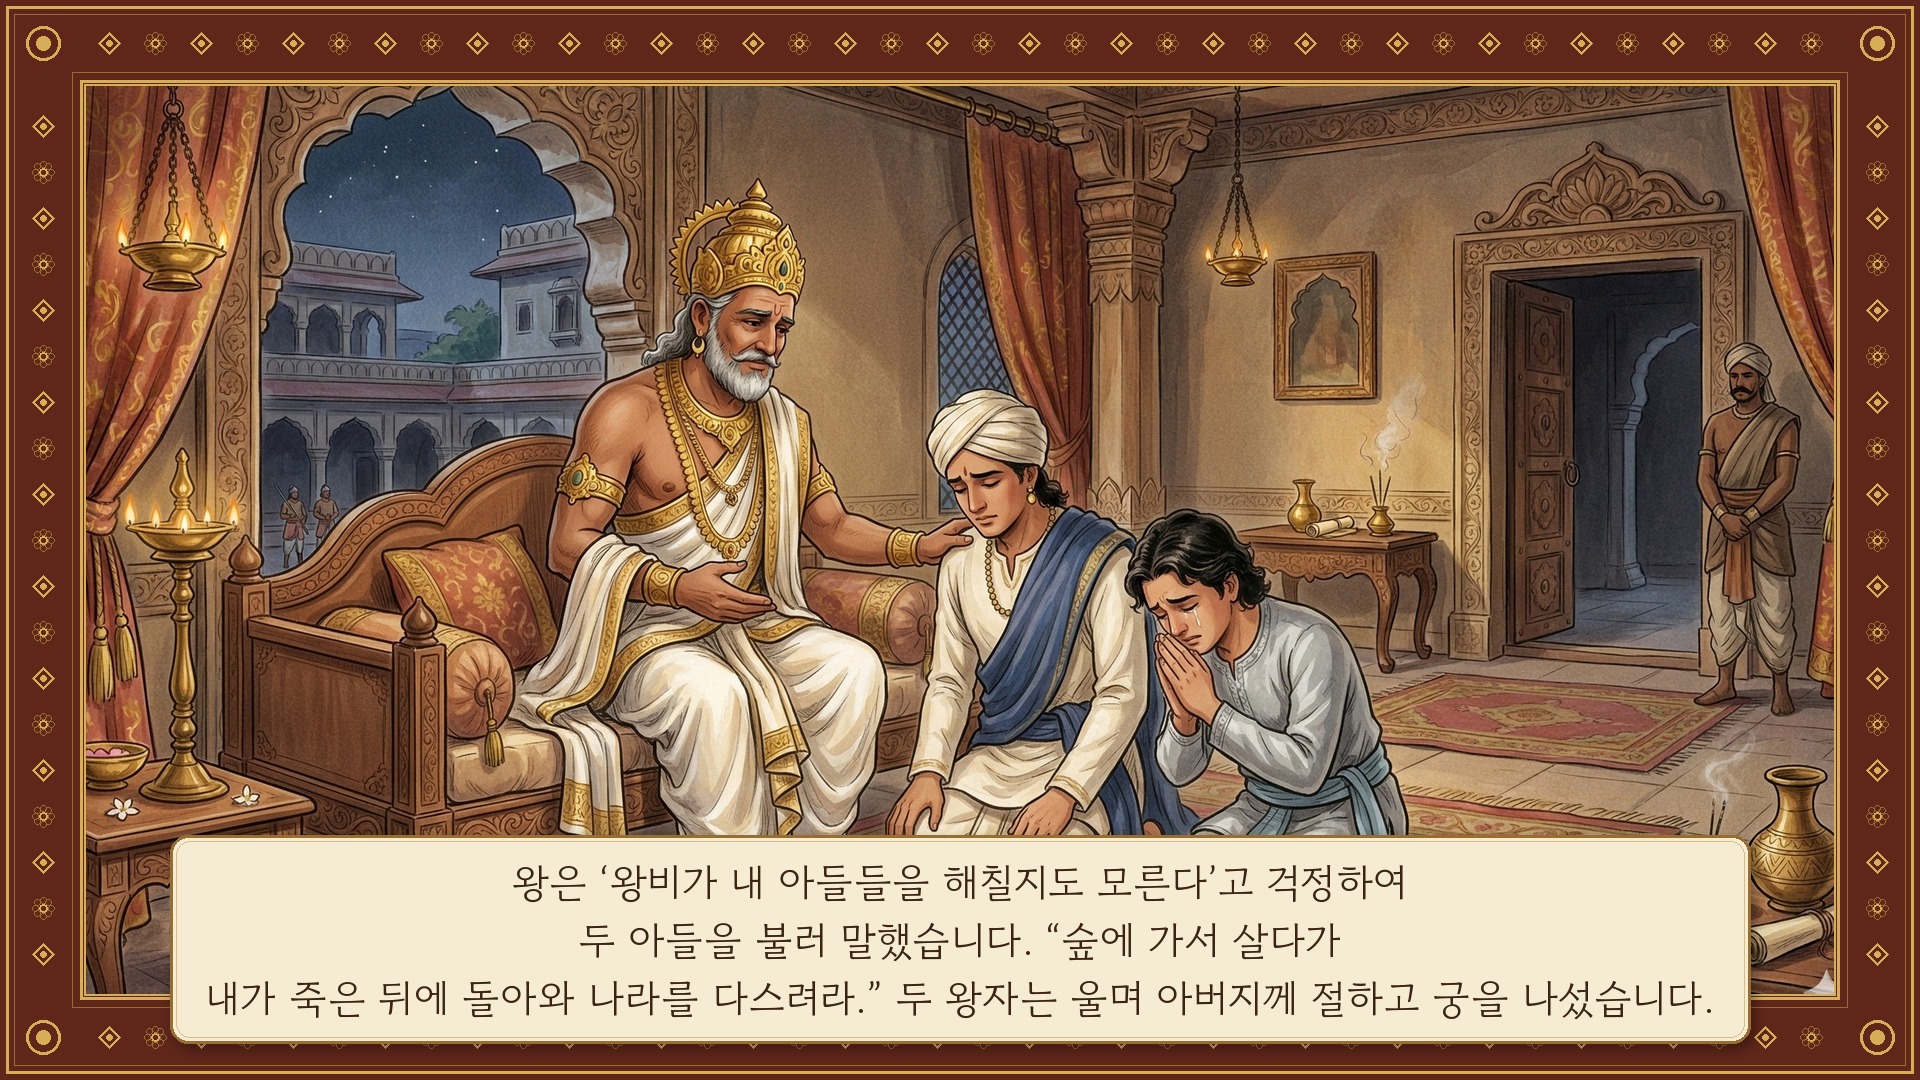 왕은 ‘왕비가 내 아들들을 해칠지도 모른다’고 걱정하여
두 아들을 불러 말했습니다. “숲에 가서 살다가
내가 죽은 뒤에 돌아와 나라를 다스려라.” 두 왕자는 울며 아버지께 절하고 궁을 나섰습니다.